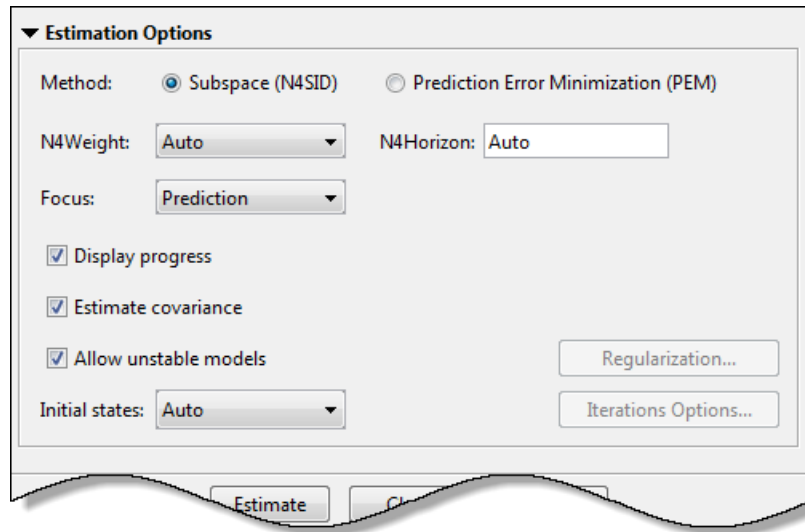 Estimation Options
Method: Subspace (N4SID) Prediction Error Minimization (PEM)
N4Weight: Auto N4Horizon: Auto
Focus: Prediction
Display progress
Estimate covariance
Allow unstable models Regularization...
Initial states: Auto Iterations Options...
Estimate